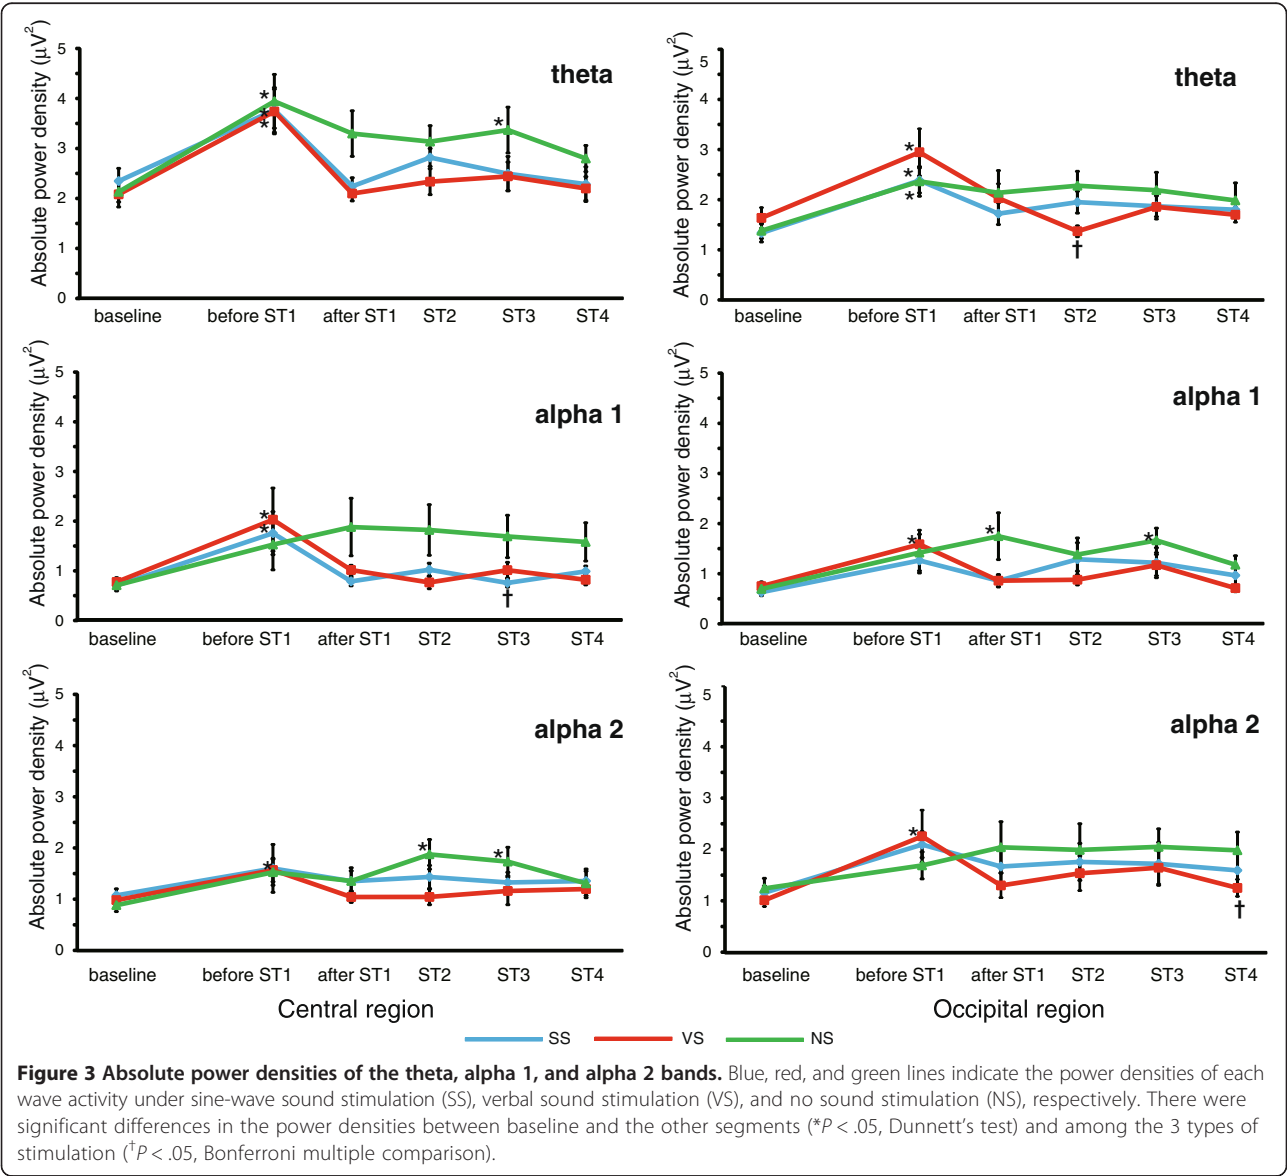 theta
Absolute power density (µV²)
5
4
3
2
1
0
*
*
*
*
baseline before ST1 after ST1 ST2 ST3 ST4
theta
Absolute power density (µV²)
5
4
3
2
1
0
*
*
*
†
baseline before ST1 after ST1 ST2 ST3 ST4
alpha 1
Absolute power density (µV²)
5
4
3
2
1
0
*
*
†
baseline before ST1 after ST1 ST2 ST3 ST4
alpha 1
Absolute power density (µV²)
5
4
3
2
1
0
*
*
*
baseline before ST1 after ST1 ST2 ST3 ST4
alpha 2
Absolute power density (µV²)
5
4
3
2
1
0
*
*
*
baseline before ST1 after ST1 ST2 ST3 ST4
Central region
alpha 2
Absolute power density (µV²)
5
4
3
2
1
0
*
†
baseline before ST1 after ST1 ST2 ST3 ST4
Occipital region
SS VS NS
Figure 3 Absolute power densities of the theta, alpha 1, and alpha 2 bands. Blue, red, and green lines indicate the power densities of each
wave activity under sine-wave sound stimulation (SS), verbal sound stimulation (VS), and no sound stimulation (NS), respectively. There were
significant differences in the power densities between baseline and the other segments (*P < .05, Dunnett's test) and among the 3 types of
stimulation (†P < .05, Bonferroni multiple comparison).